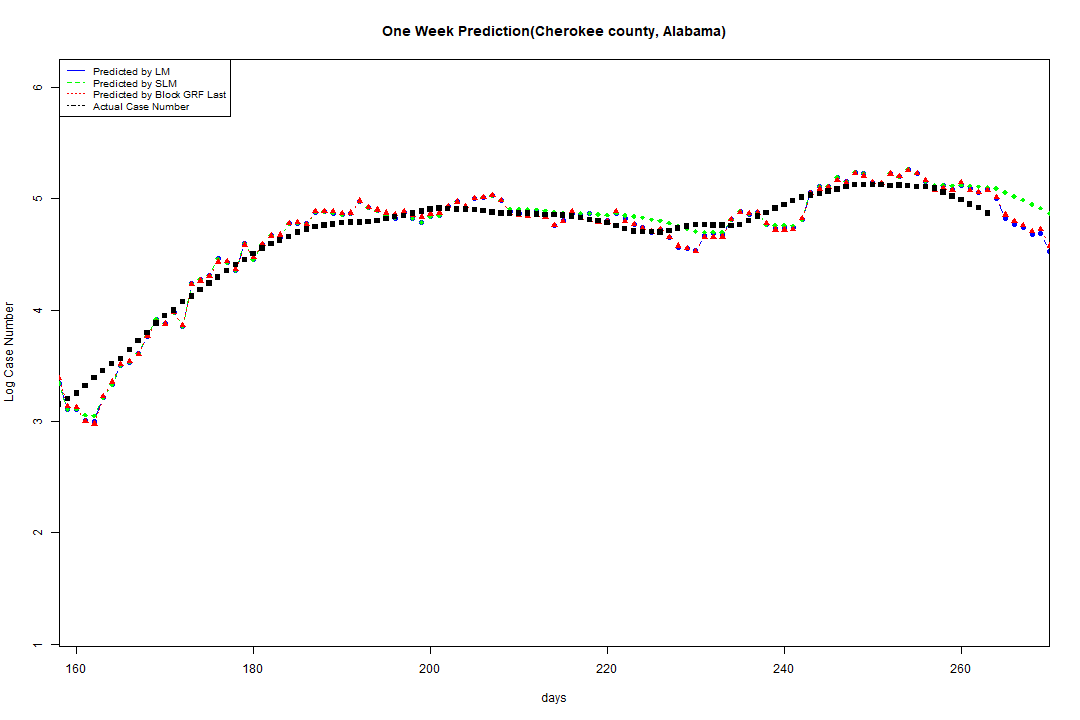 One Week Prediction(Cherokee county, Alabama)
Predicted by LM
Predicted by SLM
Predicted by Block GRF Last
Actual Case Number
6
5
4
3
2
1
Log Case Number
160 180 200 220 240 260
days